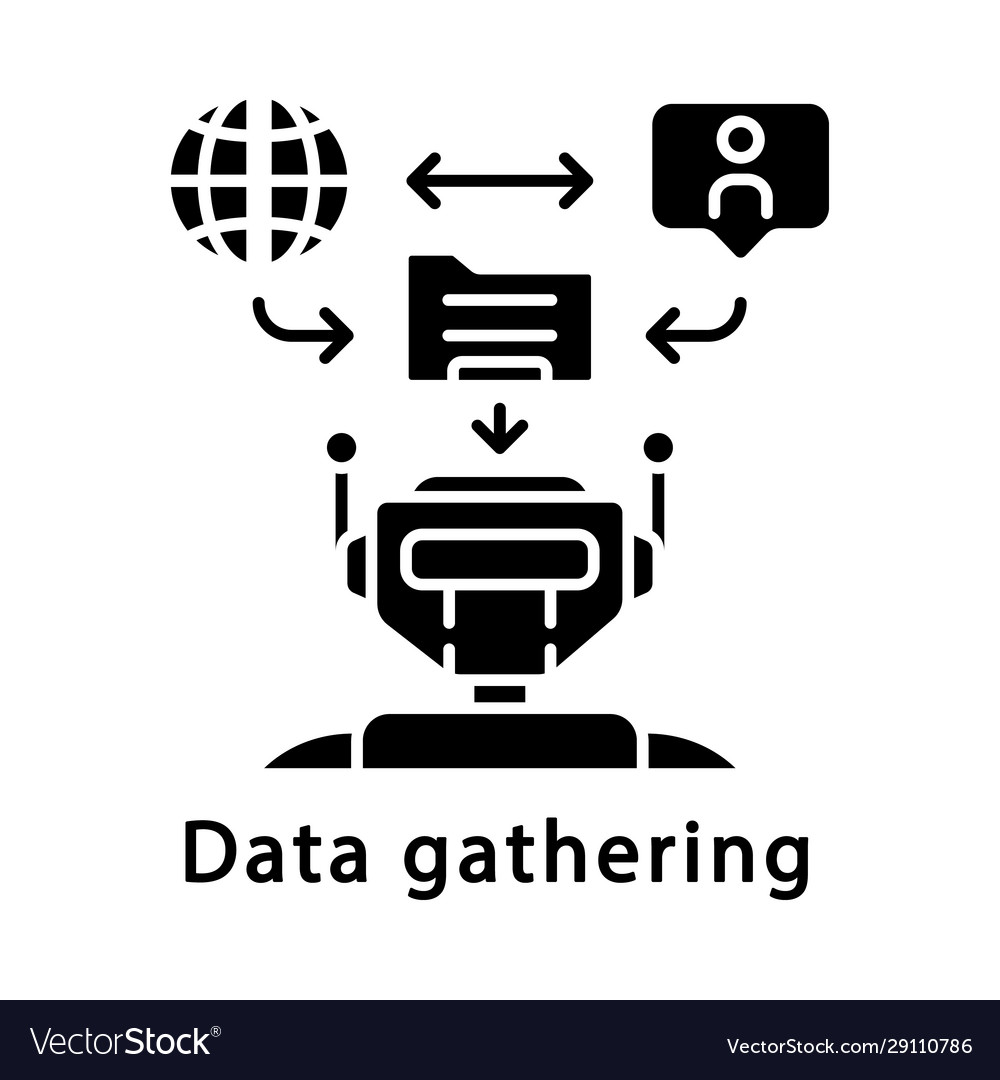 Data gathering
VectorStock®
VectorStock.com/29110786